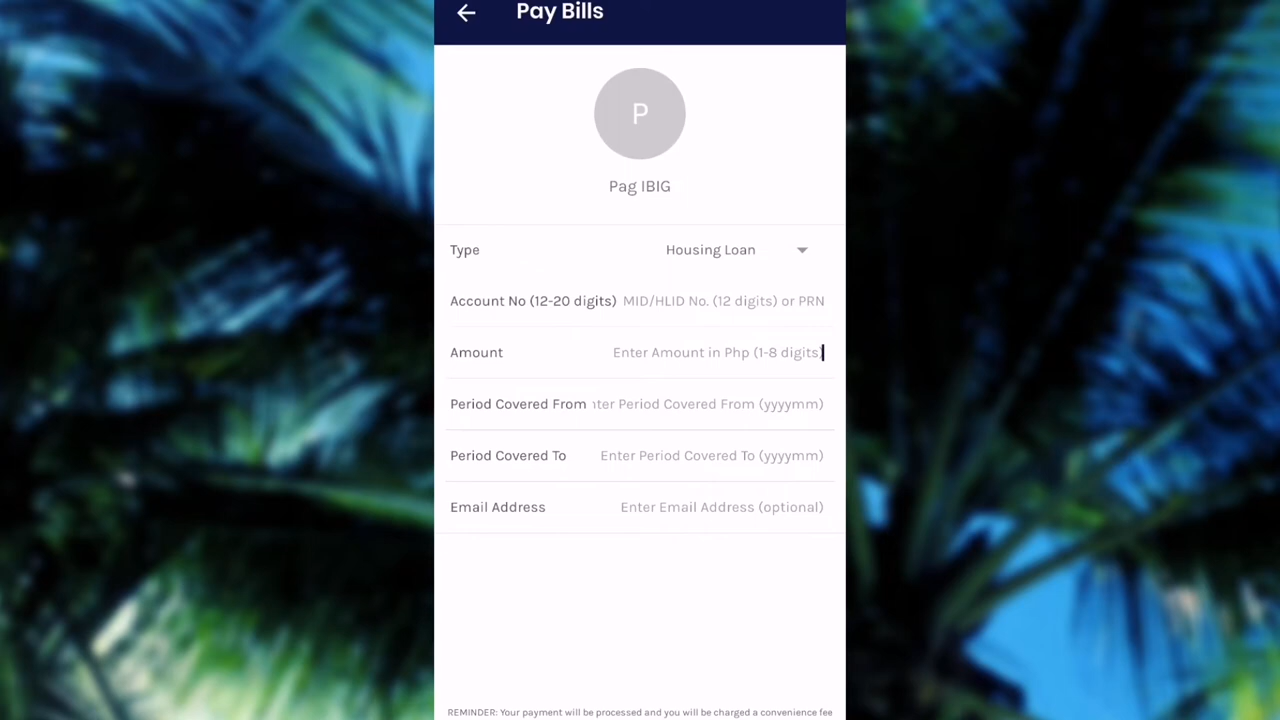 Pay Bills
P
Pag IBIG
Type Housing Loan
Account No (12-20 digits) MID/HLID No. (12 digits) or PRN
Amount Enter Amount in Php (1-8 digits)
Period Covered From nter Period Covered From (yyyymm)
Period Covered To Enter Period Covered To (yyyymm)
Email Address Enter Email Address (optional)
REMINDER: Your payment will be processed and you will be charged a convenience fee